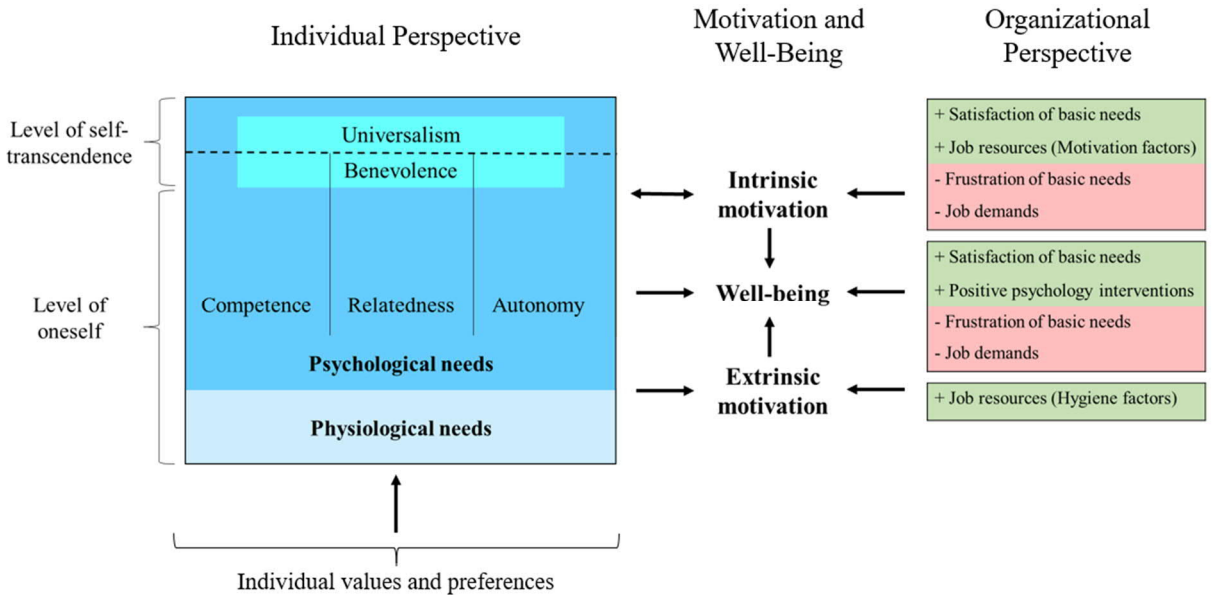 Individual Perspective
Motivation and
Well-Being
Organizational
Perspective
Level of self-
transcendence
Universalism
Benevolence
Level of
oneself
Competence
Relatedness
Autonomy
Psychological needs
Physiological needs
Individual values and preferences
Intrinsic
motivation
Well-being
Extrinsic
motivation
+ Satisfaction of basic needs
+ Job resources (Motivation factors)
- Frustration of basic needs
- Job demands
+ Satisfaction of basic needs
+ Positive psychology interventions
- Frustration of basic needs
- Job demands
+ Job resources (Hygiene factors)